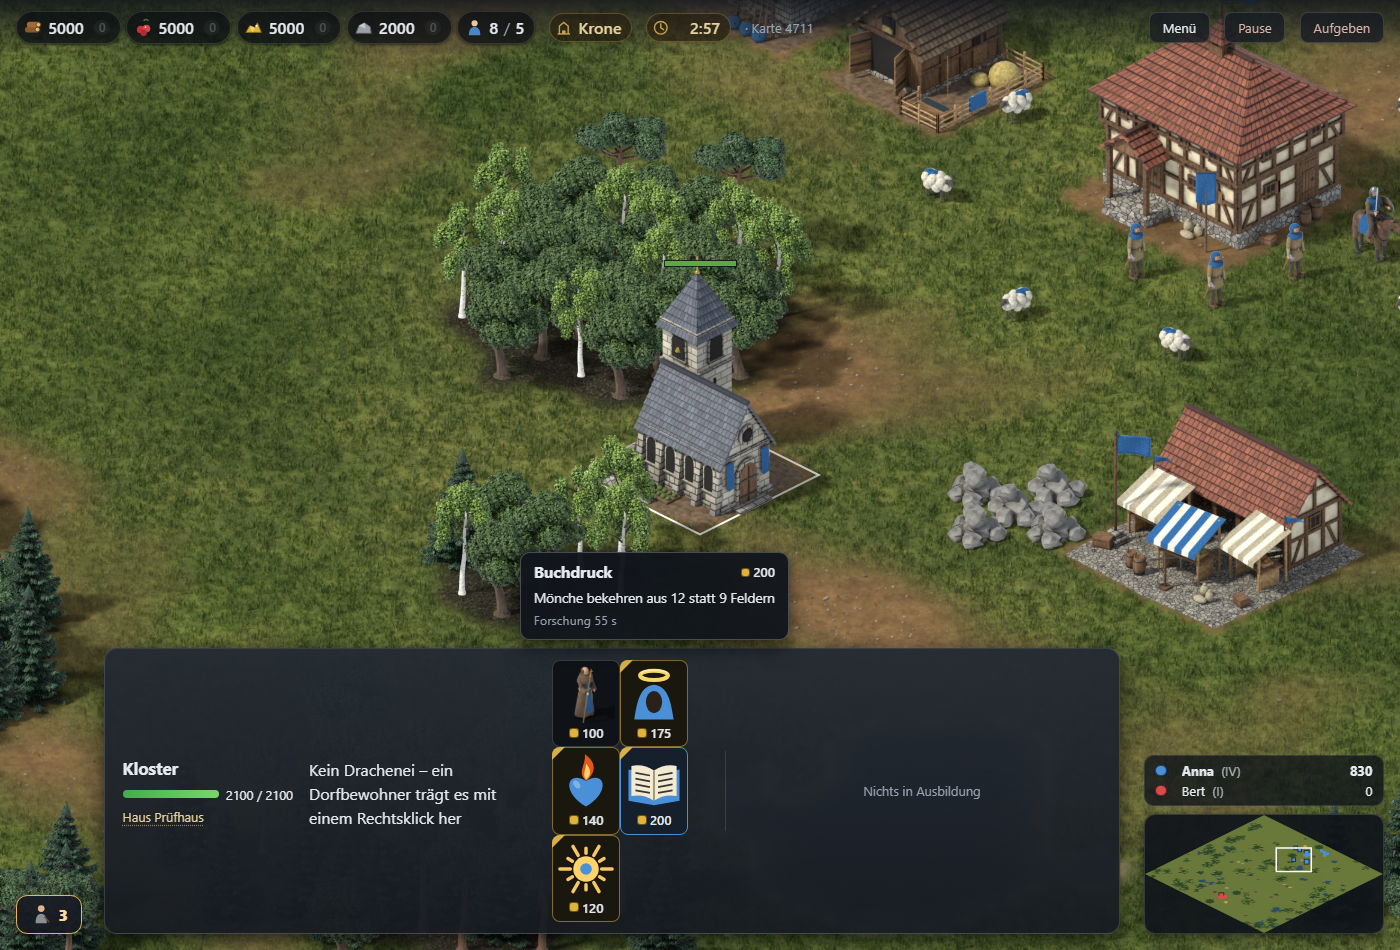 5000 0
5000 0
5000 0
2000 0
8 / 5
Krone
2:57
· Karte 4711
Menü
Pause
Aufgeben
Buchdruck 200
Mönche bekehren aus 12 statt 9 Feldern
Forschung 55 s
Kloster
2100 / 2100
Haus Prüfhaus
Kein Drachenei – ein
Dorfbewohner trägt es mit
einem Rechtsklick her
100
175
140
200
120
Nichts in Ausbildung
Anna (IV) 830
Bert (I) 0
3